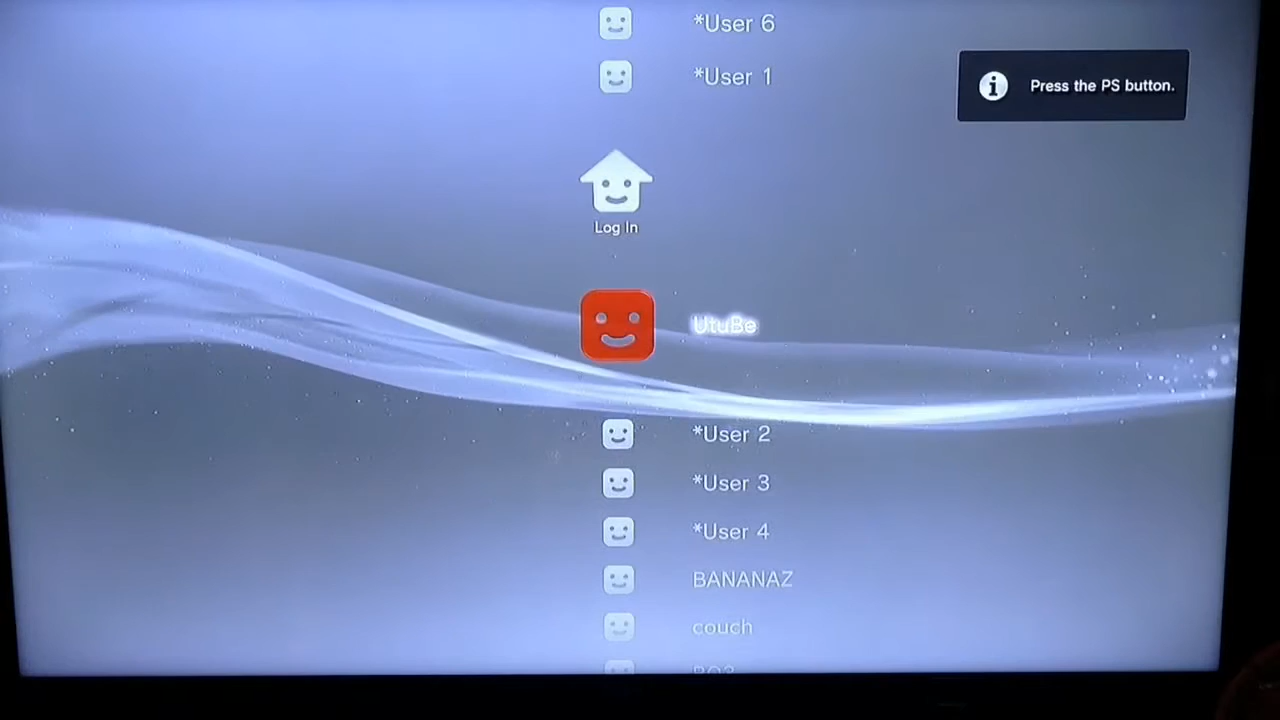 *User 6
*User 1
Press the PS button.
Log In
UtuBe
*User 2
*User 3
*User 4
BANANAZ
couch